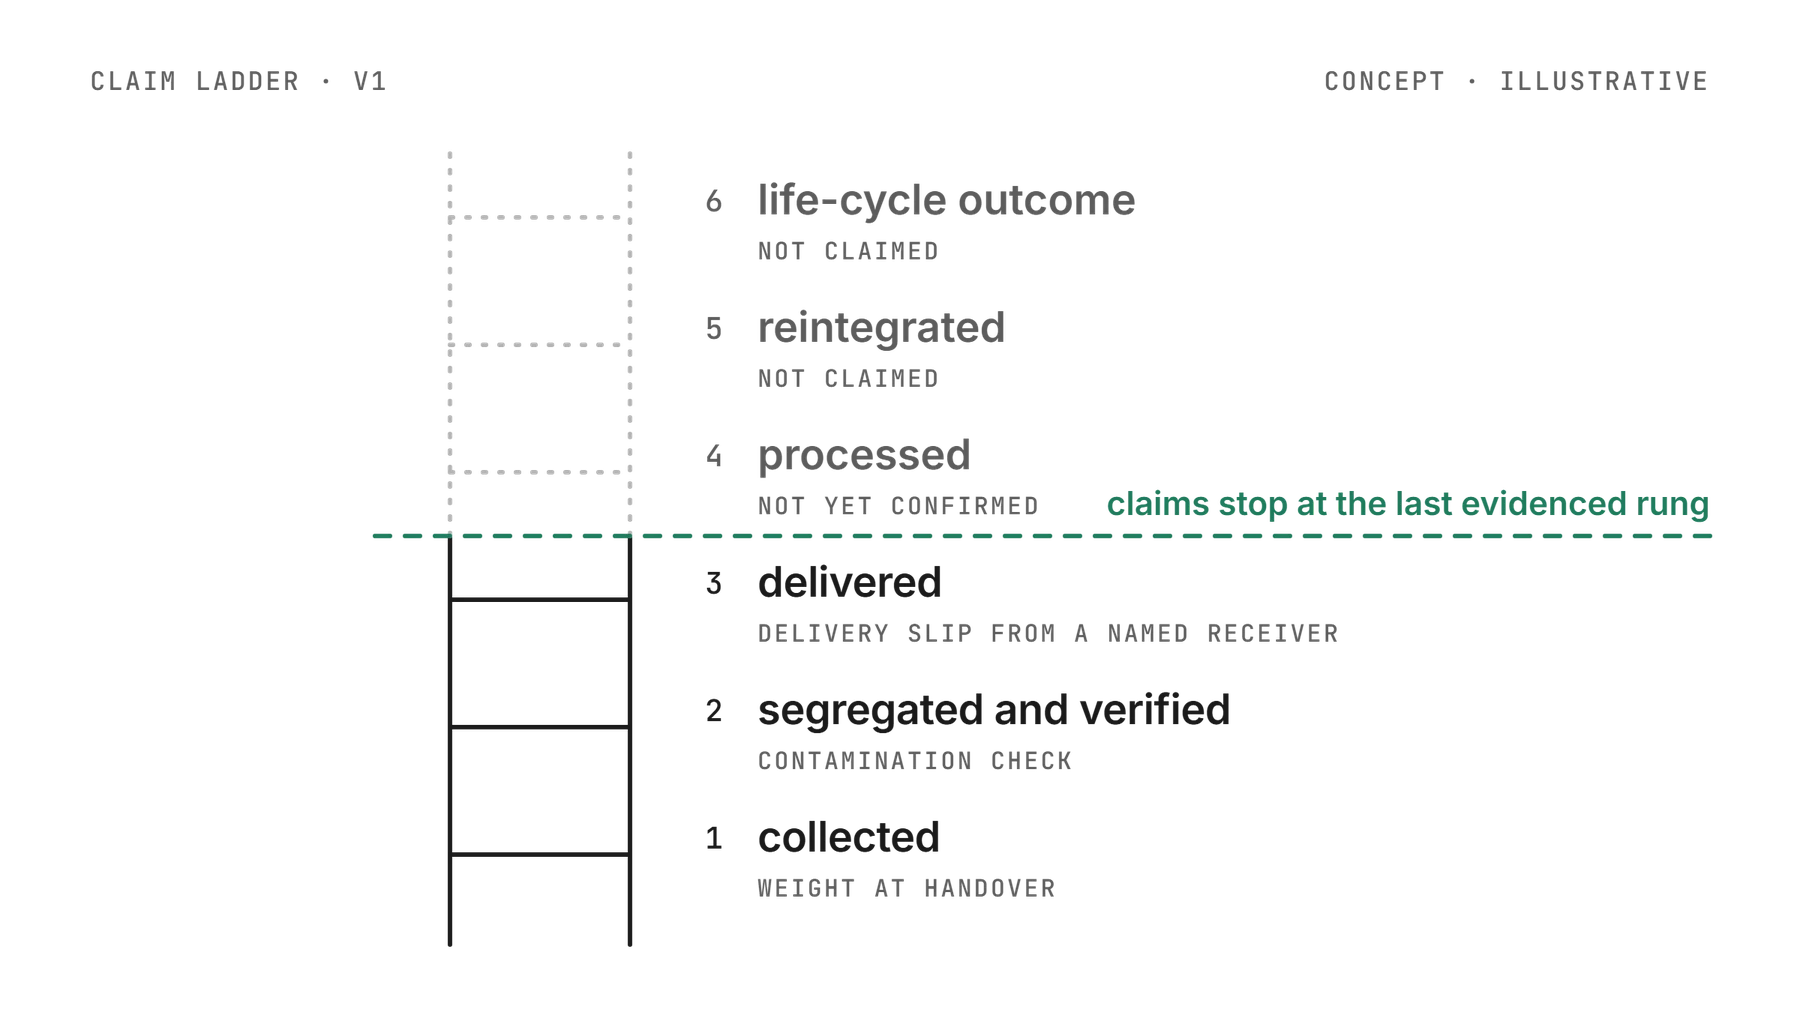 CLAIM LADDER · V1
CONCEPT · ILLUSTRATIVE
6 life-cycle outcome
NOT CLAIMED
5 reintegrated
NOT CLAIMED
4 processed
NOT YET CONFIRMED
claims stop at the last evidenced rung
3 delivered
DELIVERY SLIP FROM A NAMED RECEIVER
2 segregated and verified
CONTAMINATION CHECK
1 collected
WEIGHT AT HANDOVER